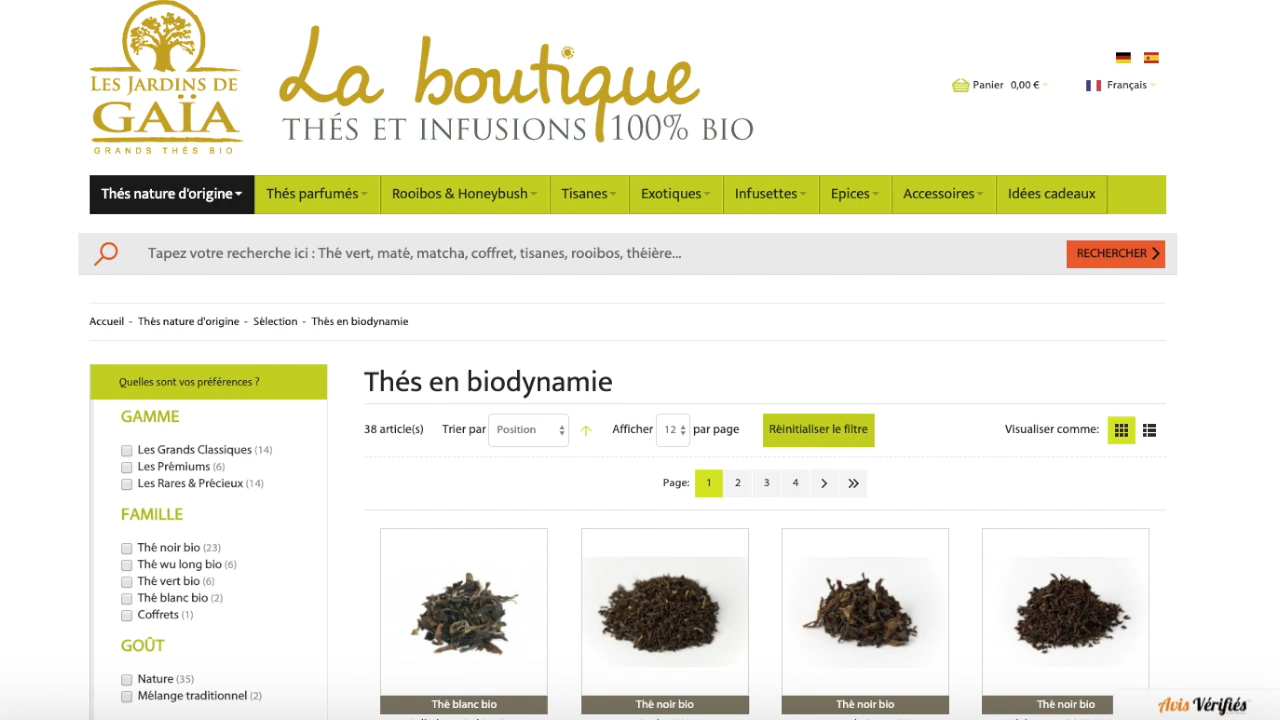 LES JARDINS DE
GAÏA
GRANDS THÉS BIO
La boutique
THÉS ET INFUSIONS 100% BIO
Panier 0,00 €
Français
Thés nature d'origine
Thés parfumés
Rooibos & Honeybush
Tisanes
Exotiques
Infusettes
Epices
Accessoires
Idées cadeaux
Tapez votre recherche ici : Thé vert, maté, matcha, coffret, tisanes, rooibos, théière...
RECHERCHER
Accueil - Thés nature d'origine - Sélection - Thés en biodynamie
Quelles sont vos préférences ?
GAMME
Les Grands Classiques (14)
Les Prémiums (6)
Les Rares & Précieux (14)
FAMILLE
Thé noir bio (23)
Thé wu long bio (6)
Thé vert bio (6)
Thé blanc bio (2)
Coffrets (1)
GOÛT
Nature (35)
Mélange traditionnel (2)
Thés en biodynamie
38 article(s) Trier par Position Afficher 12 par page Réinitialiser le filtre Visualiser comme:
Page: 1 2 3 4
Thé blanc bio
Thé noir bio
Thé noir bio
Thé noir bio
Avis Vérifiés